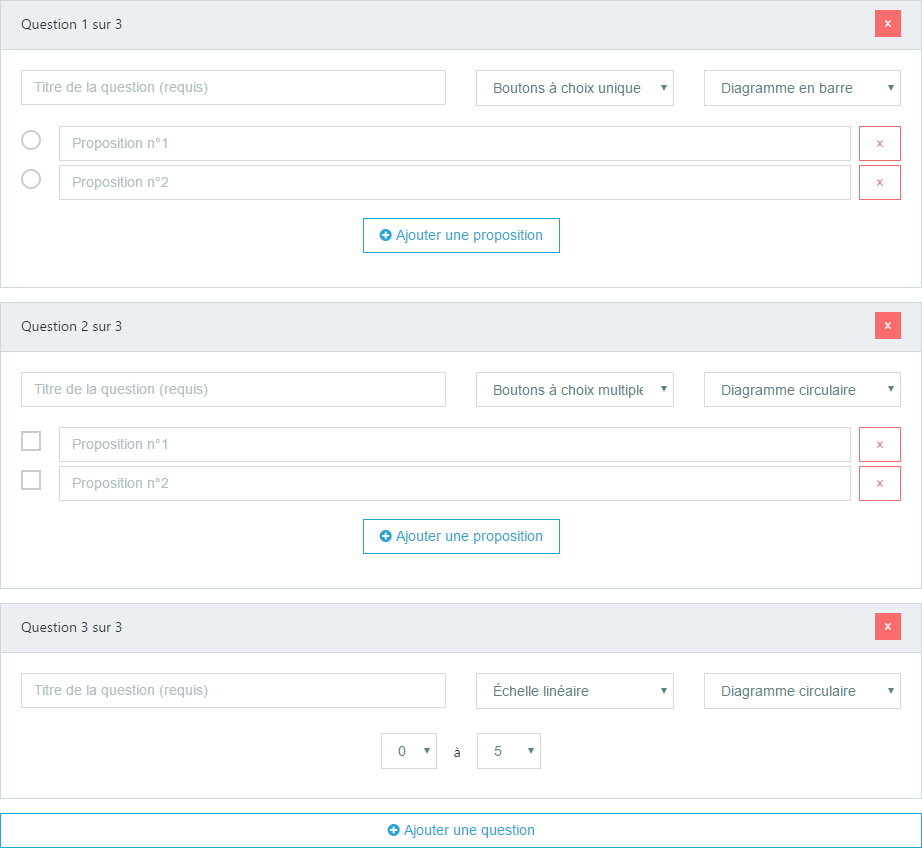 Question 1 sur 3 x
Titre de la question (requis) Boutons à choix unique Diagramme en barre
Proposition n°1 x
Proposition n°2 x
Ajouter une proposition
Question 2 sur 3 x
Titre de la question (requis) Boutons à choix multiple Diagramme circulaire
Proposition n°1 x
Proposition n°2 x
Ajouter une proposition
Question 3 sur 3 x
Titre de la question (requis) Échelle linéaire Diagramme circulaire
0 à 5
Ajouter une question